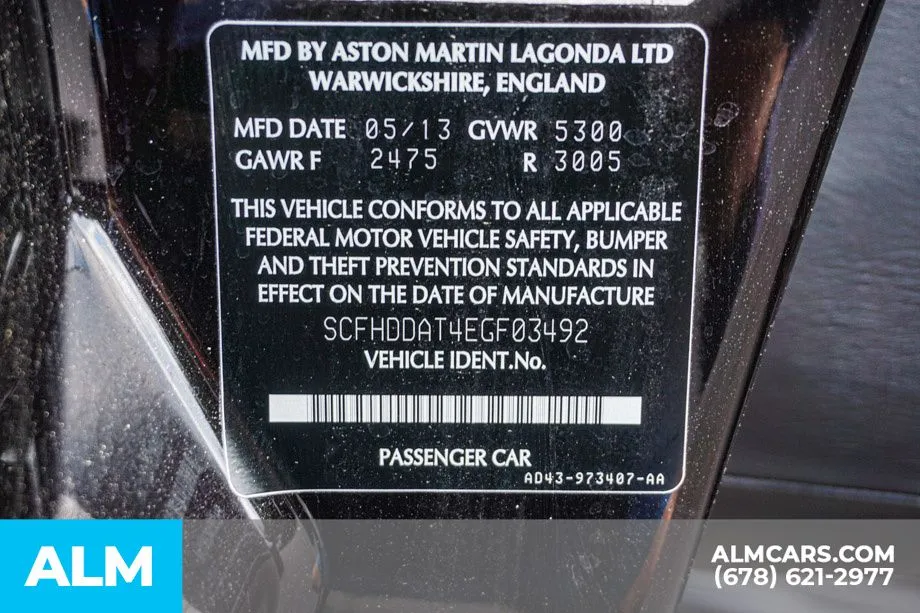 MFD BY ASTON MARTIN LAGONDA LTD
WARWICKSHIRE, ENGLAND
MFD DATE 05/13 GVWR 5300
GAWR F 2475 R 3005
THIS VEHICLE CONFORMS TO ALL APPLICABLE
FEDERAL MOTOR VEHICLE SAFETY, BUMPER
AND THEFT PREVENTION STANDARDS IN
EFFECT ON THE DATE OF MANUFACTURE
SCFHDDAT4EGF03492
VEHICLE IDENT.No.
PASSENGER CAR
AD43-973407-AA
ALM
ALMCARS.COM
(678) 621-2977